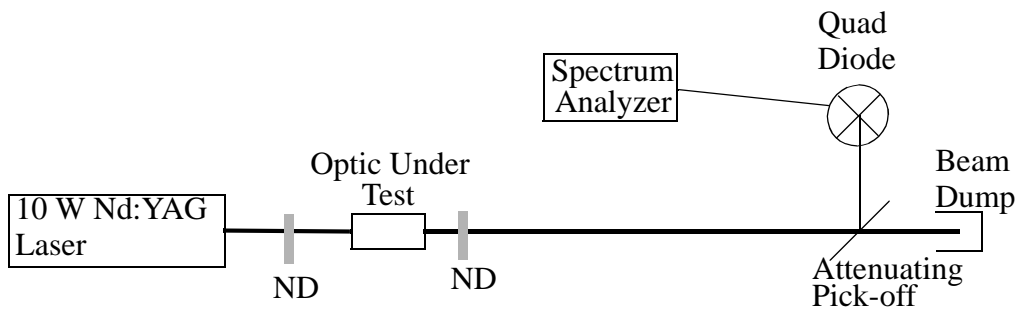 Quad
Diode
Spectrum
Analyzer
Optic Under
Test
Beam
Dump
10 W Nd:YAG
Laser
ND
ND
Attenuating
Pick-off